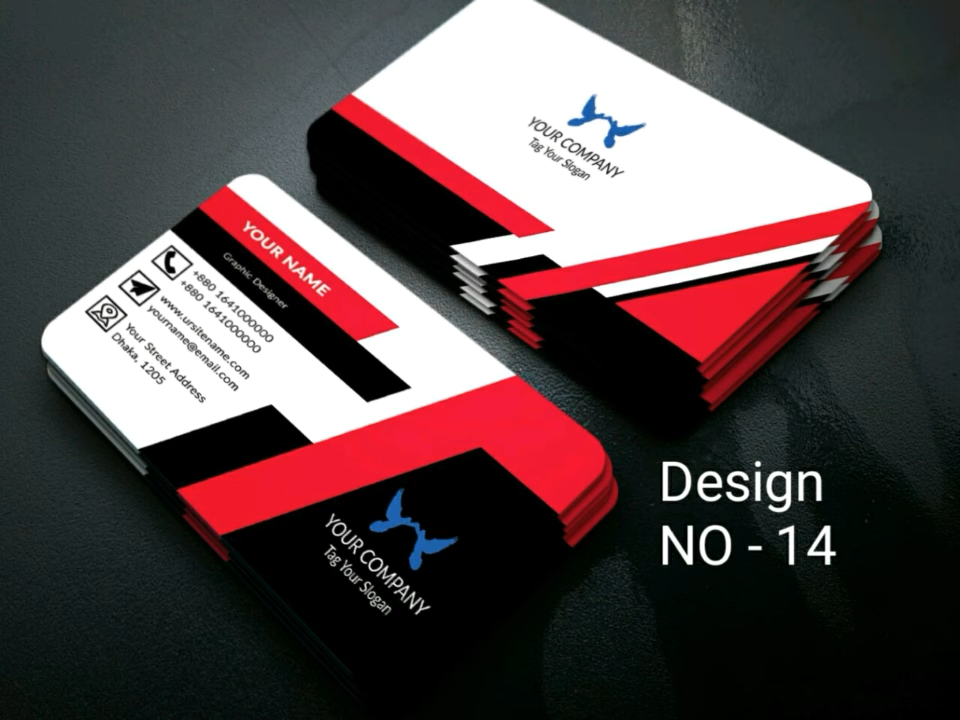 YOUR COMPANY
Tag Your Slogan
YOUR NAME
Graphic Designer
+880 1641000000
+880 1641000000
www.ursitename.com
yourname@email.com
Your Street Address
Dhaka, 1205
YOUR COMPANY
Tag Your Slogan
Design
NO - 14